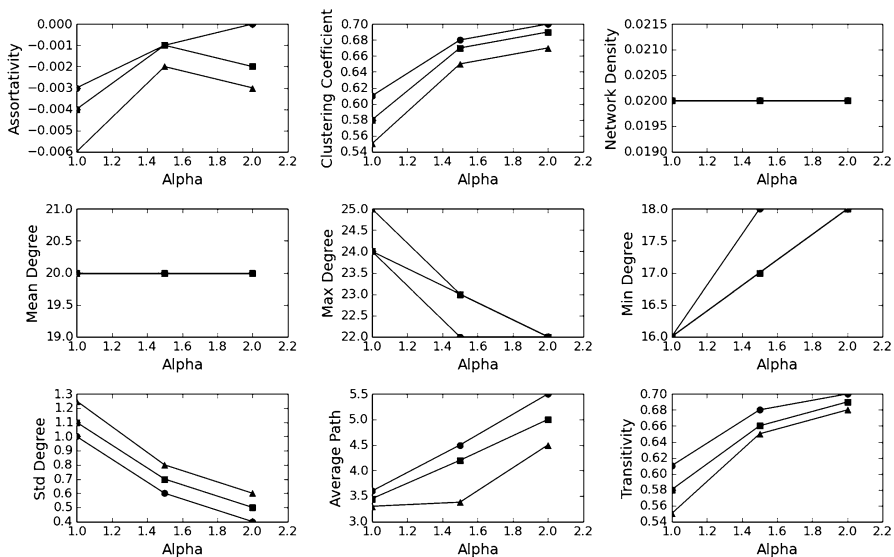 0.000
−0.001
−0.002
−0.003
−0.004
−0.005
−0.006
Assortativity
1.0 1.2 1.4 1.6 1.8 2.0 2.2
Alpha
0.70
0.68
0.66
0.64
0.62
0.60
0.58
0.56
0.54
Clustering Coefficient
1.0 1.2 1.4 1.6 1.8 2.0 2.2
Alpha
0.0215
0.0210
0.0205
0.0200
0.0195
0.0190
Network Density
1.0 1.2 1.4 1.6 1.8 2.0 2.2
Alpha
21.0
20.5
20.0
19.5
19.0
Mean Degree
1.0 1.2 1.4 1.6 1.8 2.0 2.2
Alpha
25.0
24.5
24.0
23.5
23.0
22.5
22.0
Max Degree
1.0 1.2 1.4 1.6 1.8 2.0 2.2
Alpha
18.0
17.5
17.0
16.5
16.0
Min Degree
1.0 1.2 1.4 1.6 1.8 2.0 2.2
Alpha
1.3
1.2
1.1
1.0
0.9
0.8
0.7
0.6
0.5
0.4
Std Degree
1.0 1.2 1.4 1.6 1.8 2.0 2.2
Alpha
5.5
5.0
4.5
4.0
3.5
3.0
Average Path
1.0 1.2 1.4 1.6 1.8 2.0 2.2
Alpha
0.70
0.68
0.66
0.64
0.62
0.60
0.58
0.56
0.54
Transitivity
1.0 1.2 1.4 1.6 1.8 2.0 2.2
Alpha